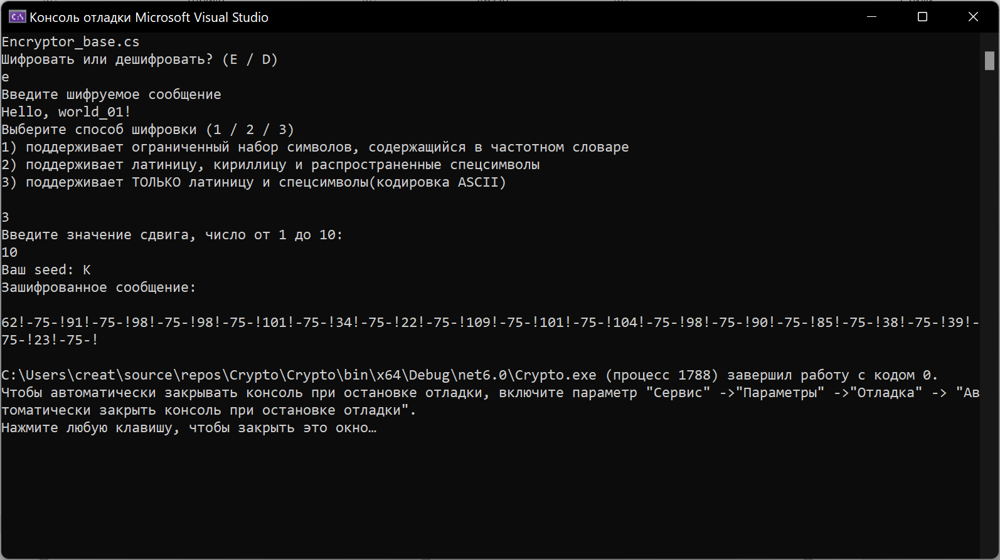 Консоль отладки Microsoft Visual Studio
Encryptor_base.cs
Шифровать или дешифровать? (E / D)
e
Введите шифруемое сообщение
Hello, world_01!
Выберите способ шифровки (1 / 2 / 3)
1) поддерживает ограниченный набор символов, содержащийся в частотном словаре
2) поддерживает латиницу, кириллицу и распространенные спецсимволы
3) поддерживает ТОЛЬКО латиницу и спецсимволы(кодировка ASCII)
3
Введите значение сдвига, число от 1 до 10:
10
Ваш seed: K
Зашифрованное сообщение:
62!-75-!91!-75-!98!-75-!98!-75-!101!-75-!34!-75-!22!-75-!109!-75-!101!-75-!104!-75-!98!-75-!90!-75-!85!-75-!38!-75-!39!-
75-!23!-75-!
C:\Users\creat\source\repos\Crypto\Crypto\bin\x64\Debug\net6.0\Crypto.exe (процесс 1788) завершил работу с кодом 0.
Чтобы автоматически закрывать консоль при остановке отладки, включите параметр "Сервис" ->"Параметры" ->"Отладка" -> "Ав
томатически закрыть консоль при остановке отладки".
Нажмите любую клавишу, чтобы закрыть это окно…